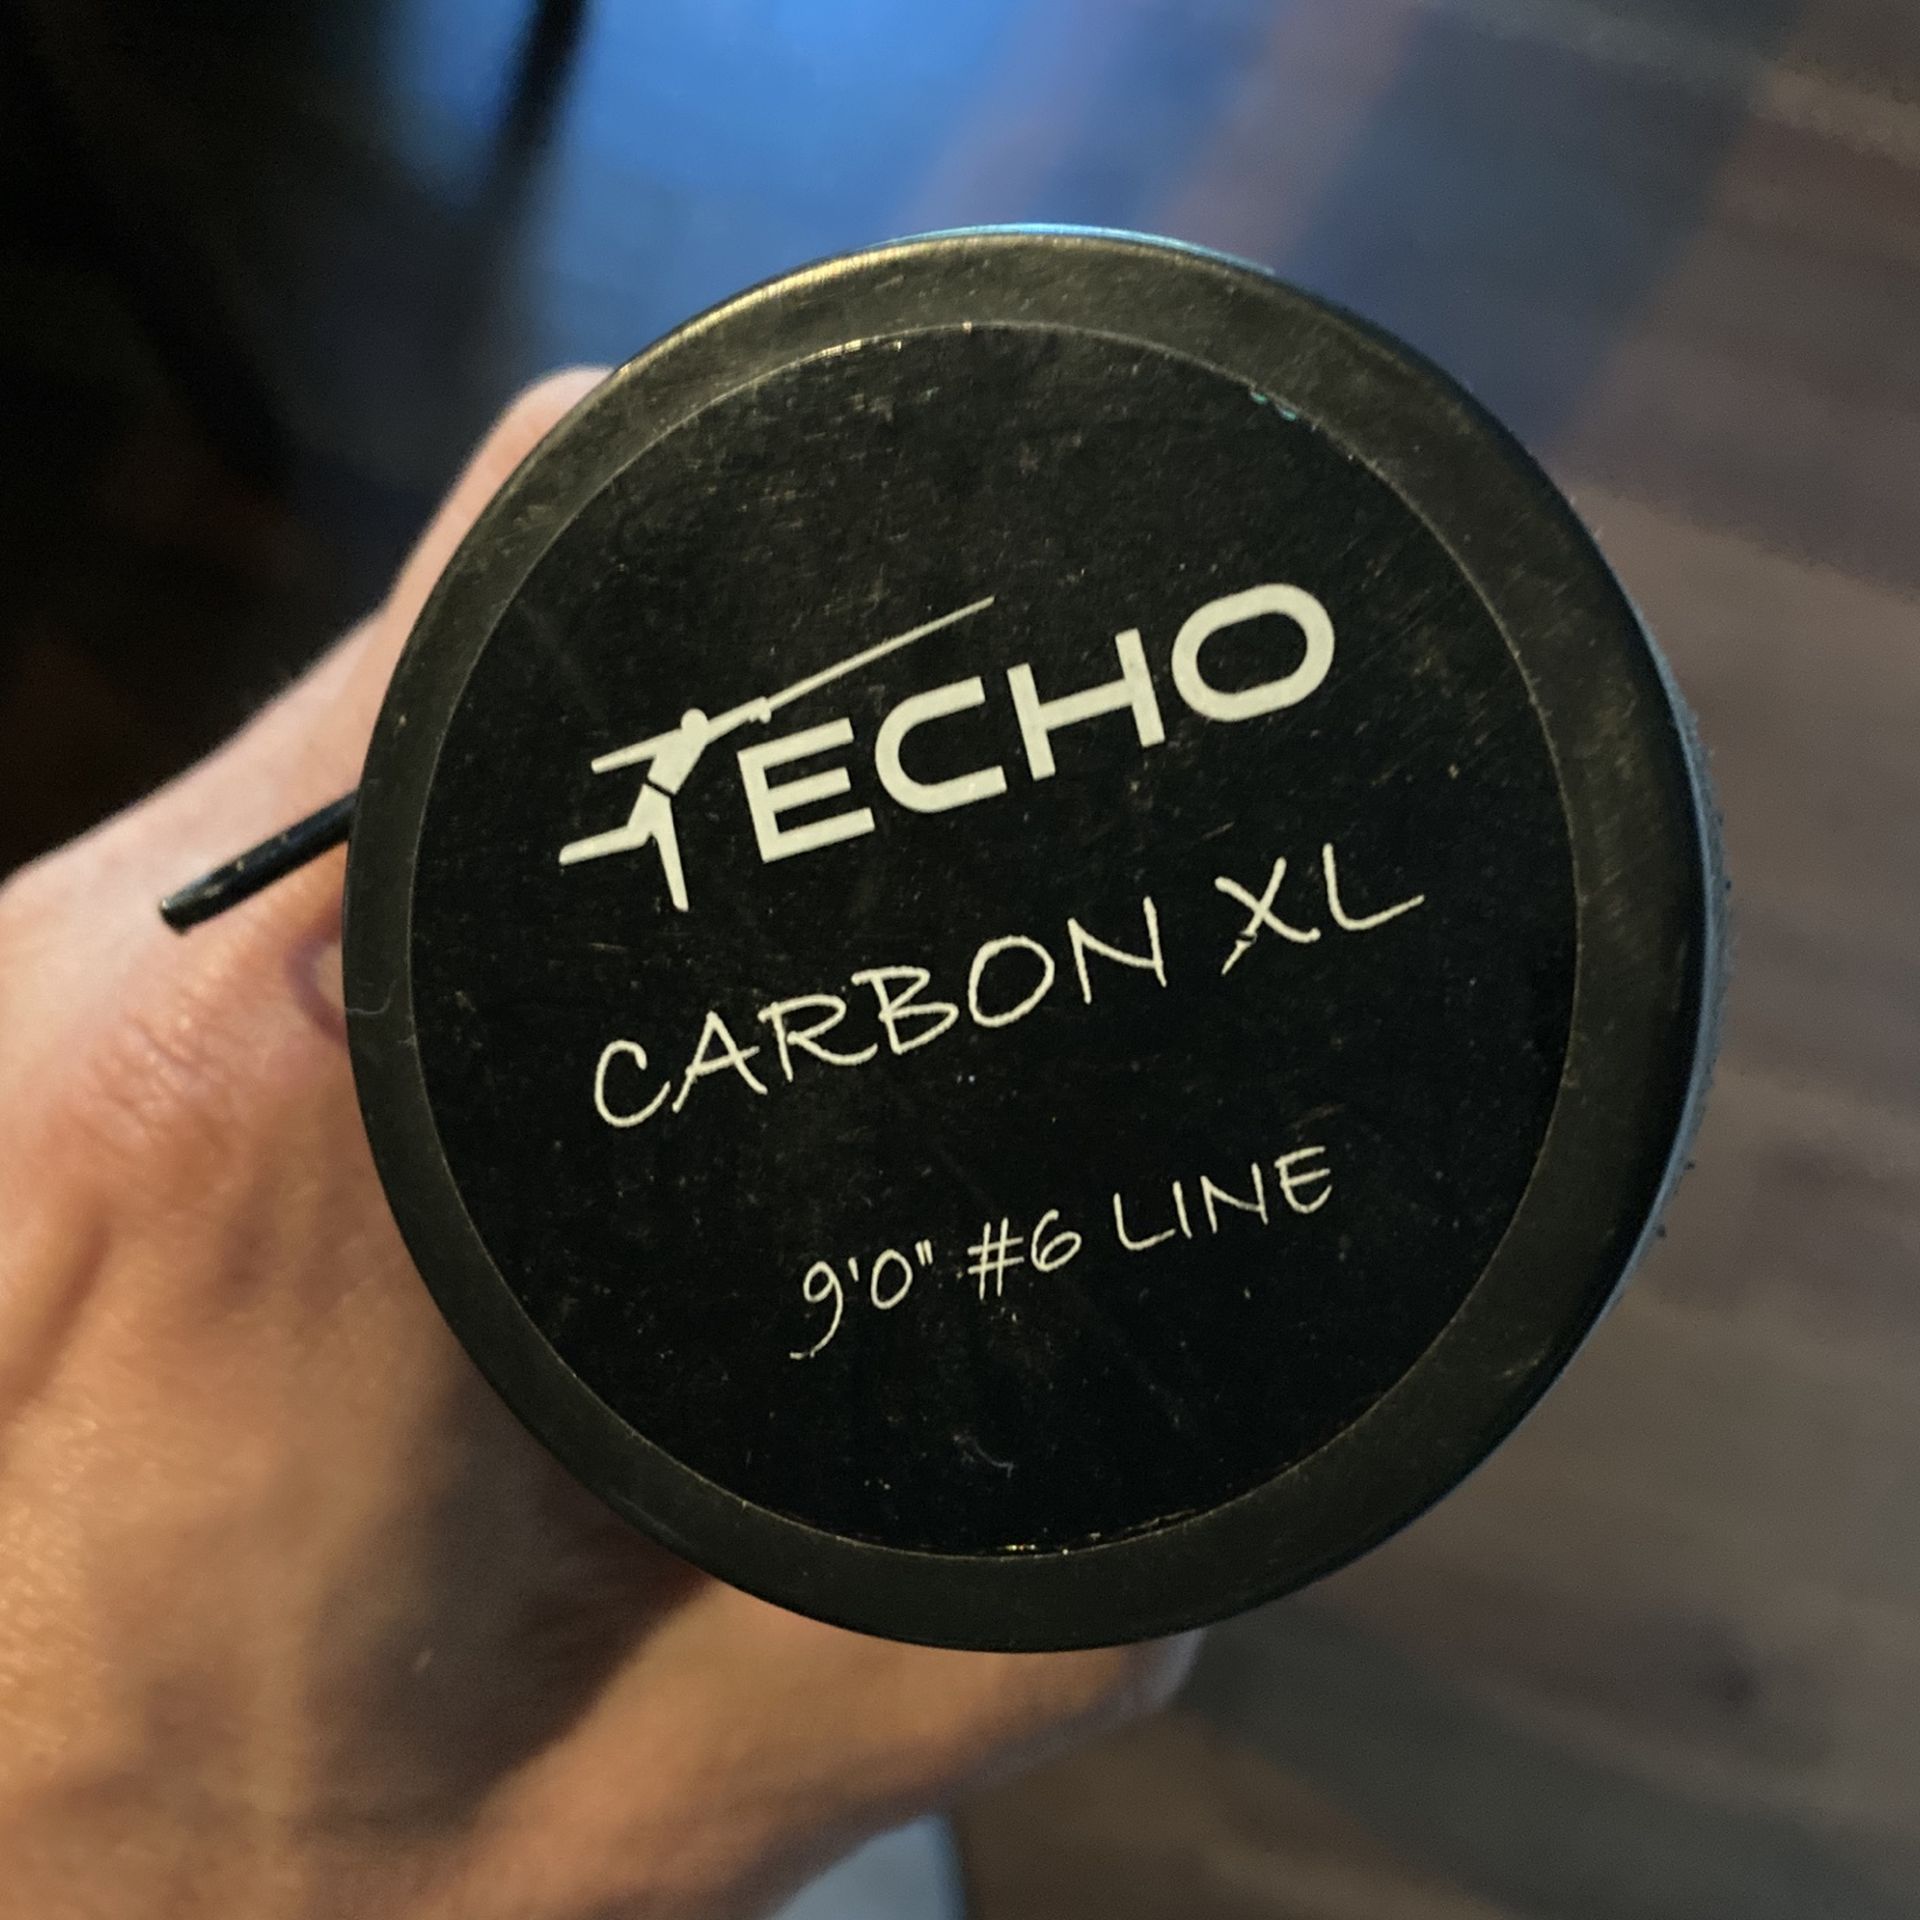 ECHO
CARBON XL
9'0" #6 LINE